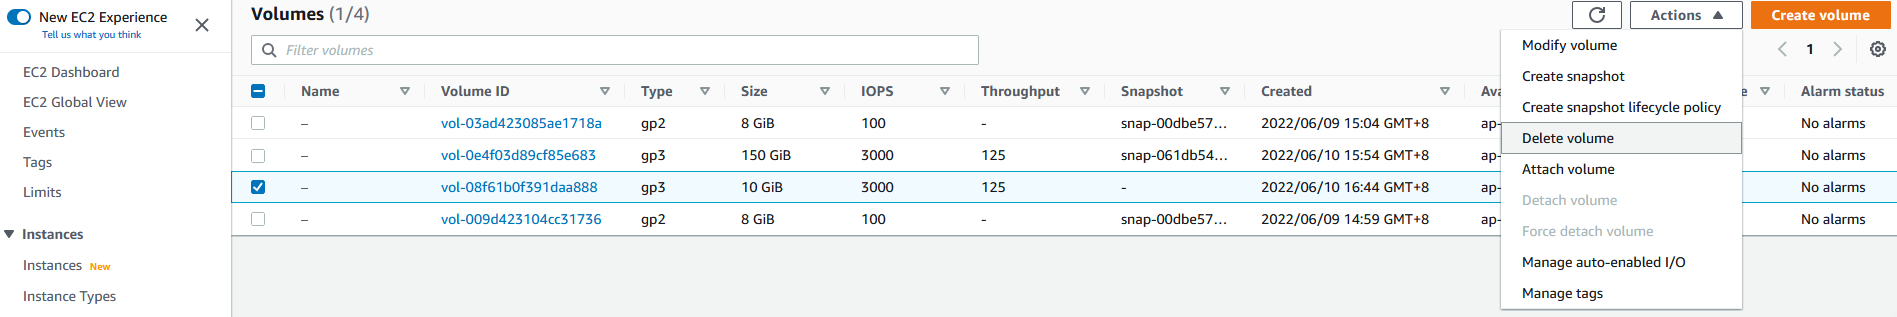 New EC2 Experience
Tell us what you think
EC2 Dashboard
EC2 Global View
Events
Tags
Limits
Instances
Instances New
Instance Types
Volumes (1/4)
Actions
Create volume
Filter volumes
1
Name Volume ID Type Size IOPS Throughput Snapshot Created Ava e Alarm status
– vol-03ad423085ae1718a gp2 8 GiB 100 - snap-00dbe57... 2022/06/09 15:04 GMT+8 ap- No alarms
– vol-0e4f03d89cf85e683 gp3 150 GiB 3000 125 snap-061db54... 2022/06/10 15:54 GMT+8 ap- No alarms
– vol-08f61b0f391daa888 gp3 10 GiB 3000 125 - 2022/06/10 16:44 GMT+8 ap- No alarms
– vol-009d423104cc31736 gp2 8 GiB 100 - snap-00dbe57... 2022/06/09 14:59 GMT+8 ap- No alarms
Modify volume
Create snapshot
Create snapshot lifecycle policy
Delete volume
Attach volume
Detach volume
Force detach volume
Manage auto-enabled I/O
Manage tags